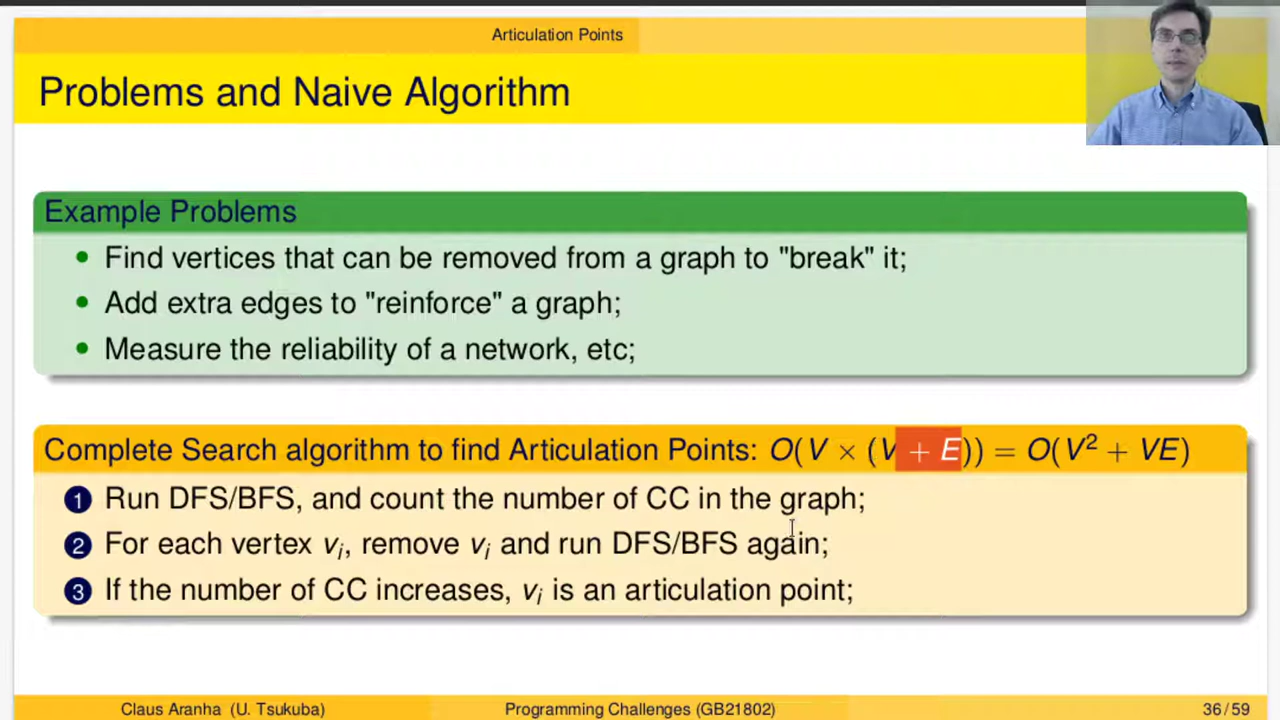 Articulation Points
Problems and Naive Algorithm
Example Problems
• Find vertices that can be removed from a graph to "break" it;
• Add extra edges to "reinforce" a graph;
• Measure the reliability of a network, etc;
Complete Search algorithm to find Articulation Points: O(V × (V + E)) = O(V² + VE)
1 Run DFS/BFS, and count the number of CC in the graph;
2 For each vertex vᵢ, remove vᵢ and run DFS/BFS again;
3 If the number of CC increases, vᵢ is an articulation point;
Claus Aranha (U. Tsukuba) Programming Challenges (GB21802) 36 / 59